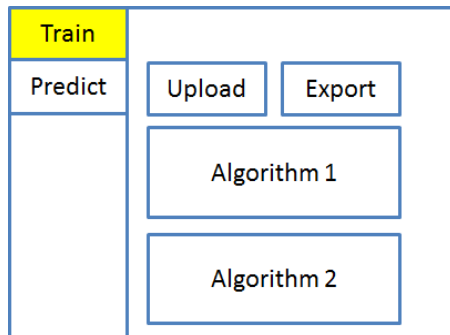 Train
Predict
Upload Export
Algorithm 1
Algorithm 2